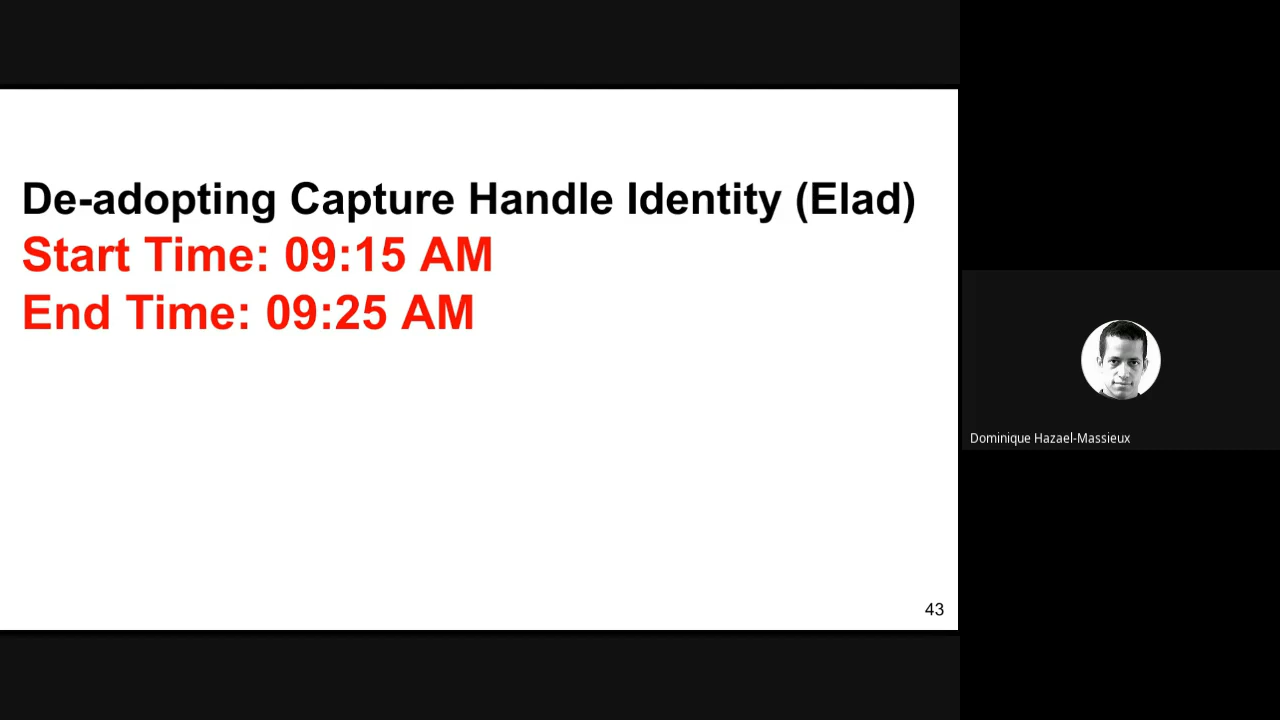 De-adopting Capture Handle Identity (Elad)
Start Time: 09:15 AM
End Time: 09:25 AM
43
Dominique Hazael-Massieux